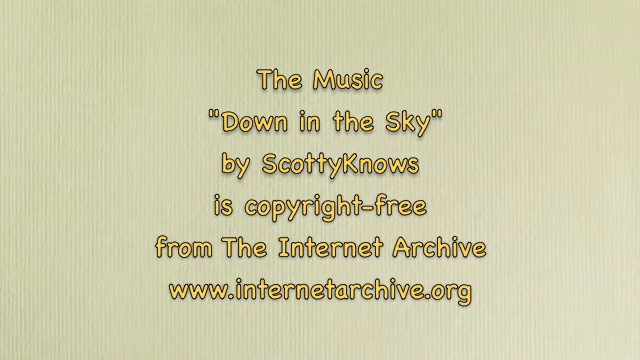 The Music
"Down in the Sky"
by ScottyKnows
is copyright-free
from The Internet Archive
www.internetarchive.org